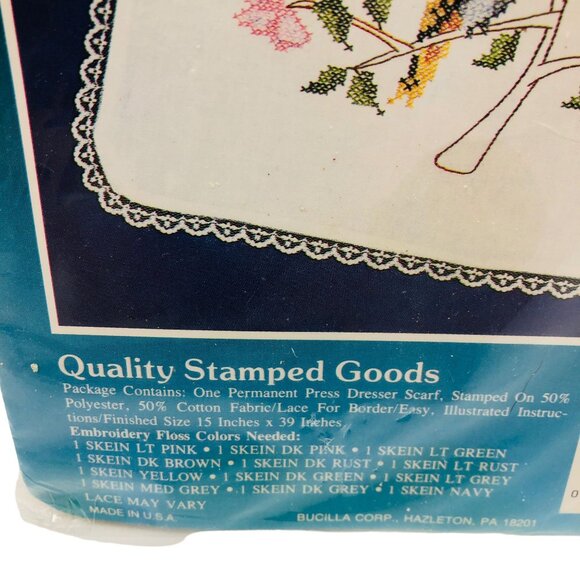 Quality Stamped Goods
Package Contains: One Permanent Press Dresser Scarf, Stamped On 50%
Polyester, 50% Cotton Fabric/Lace For Border/Easy, Illustrated Instruc-
tions/Finished Size 15 Inches x 39 Inches.
Embroidery Floss Colors Needed:
1 SKEIN LT PINK • 1 SKEIN DK PINK • 1 SKEIN LT GREEN
1 SKEIN DK BROWN • 1 SKEIN DK RUST • 1 SKEIN LT RUST
1 SKEIN YELLOW • 1 SKEIN DK GREEN • 1 SKEIN LT GREY
1 SKEIN MED GREY • 1 SKEIN DK GREY • 1 SKEIN NAVY
LACE MAY VARY
MADE IN U.S.A.
BUCILLA CORP., HAZLETON, PA 18201
0